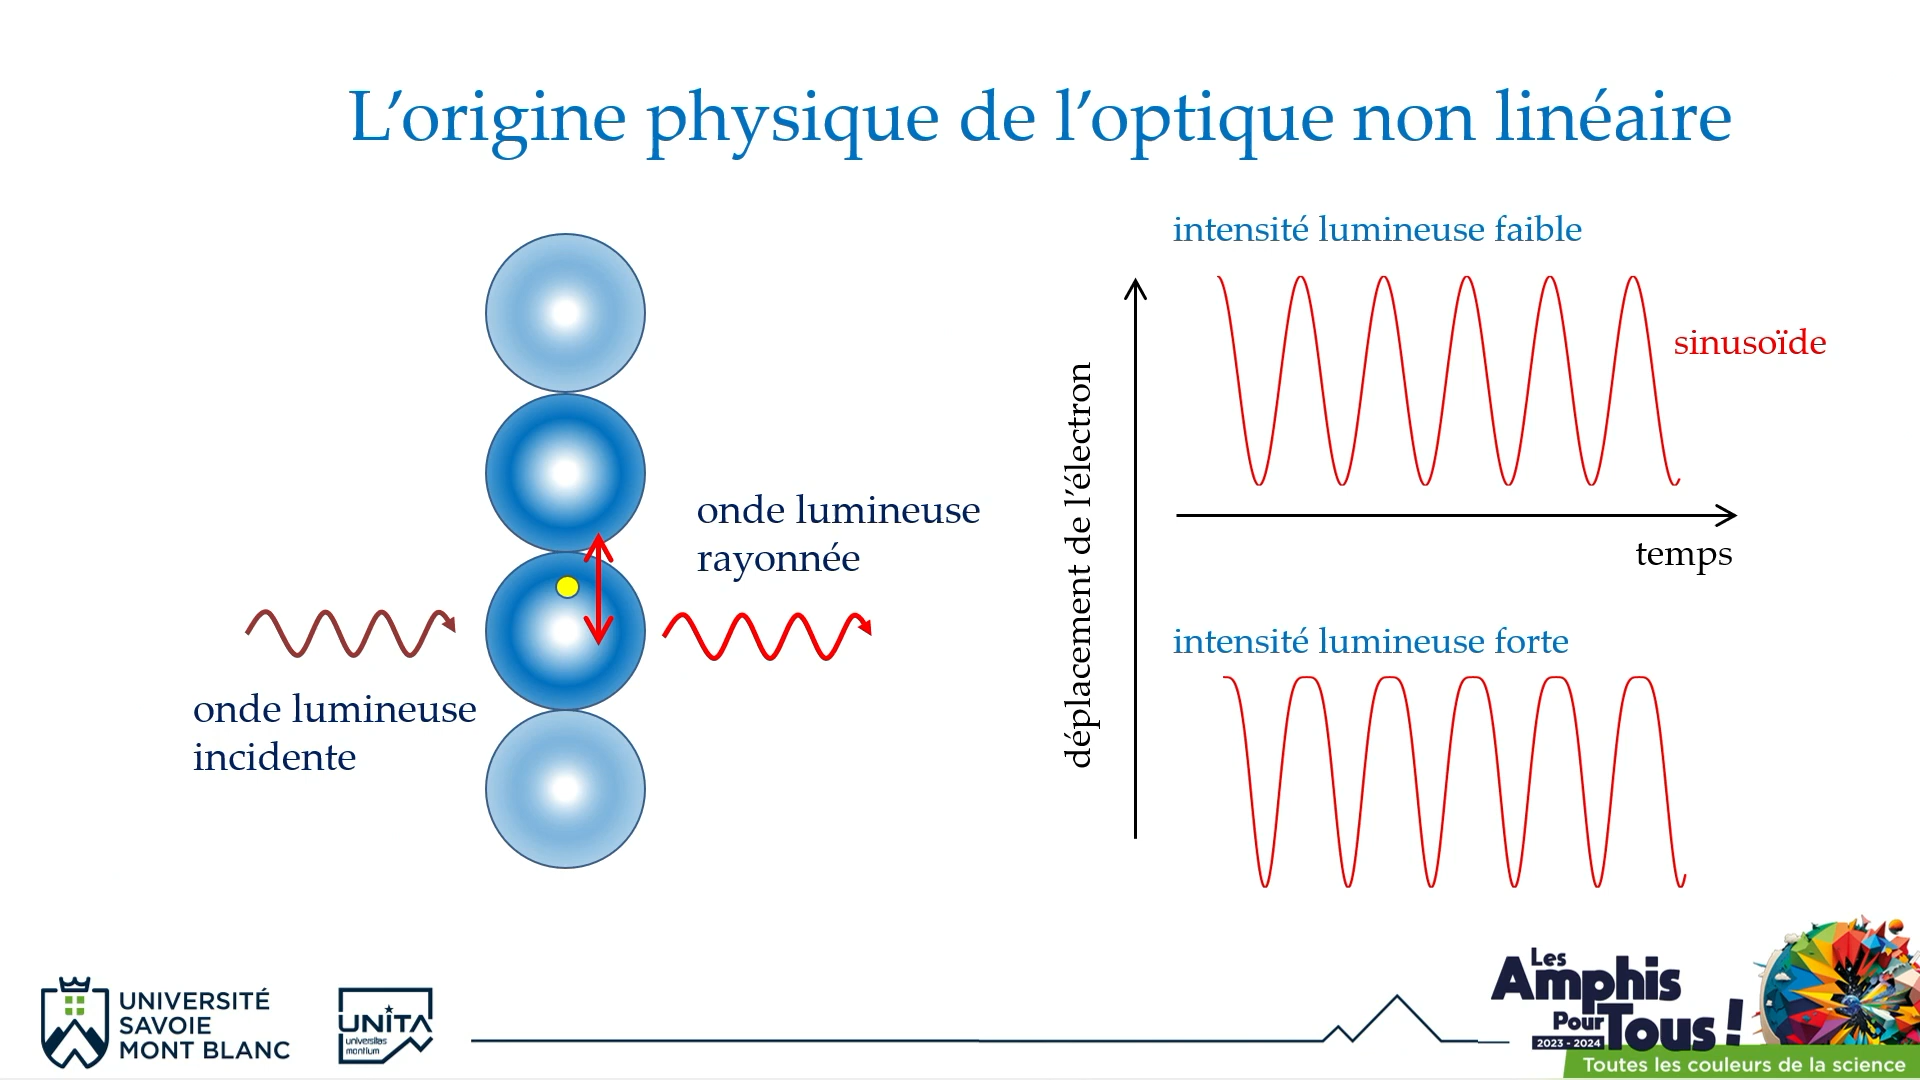 L’origine physique de l’optique non linéaire
intensité lumineuse faible
sinusoïde
déplacement de l’électron
temps
onde lumineuse
rayonnée
onde lumineuse
incidente
intensité lumineuse forte
UNIVERSITÉ
SAVOIE
MONT BLANC
UNITA
universitas
montium
Les
Amphis
Pour
Tous !
2023 - 2024
Toutes les couleurs de la science